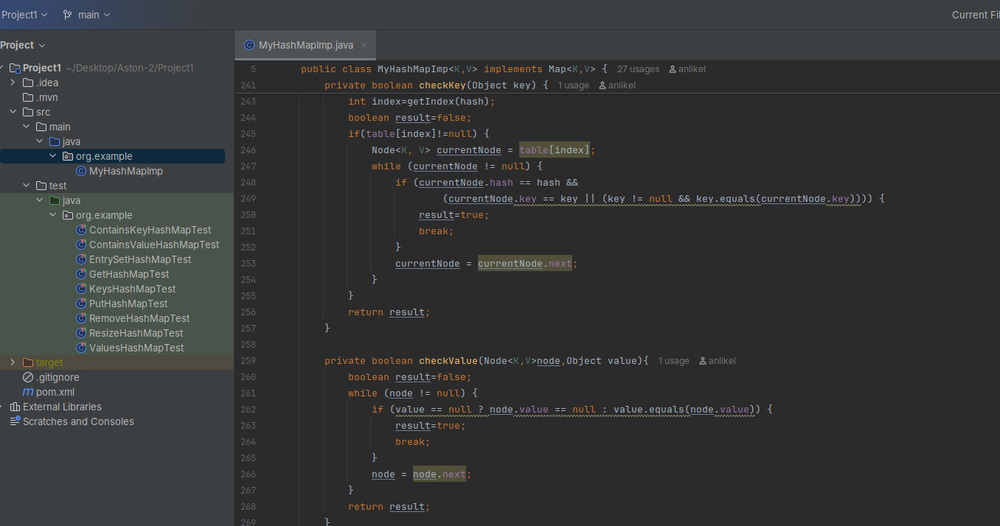 Project1 main Current Fil
Project
MyHashMapImp.java
Project1 ~/Desktop/Aston-2/Project1
.idea
.mvn
src
main
java
org.example
MyHashMapImp
test
java
org.example
ContainsKeyHashMapTest
ContainsValueHashMapTest
EntrySetHashMapTest
GetHashMapTest
KeysHashMapTest
PutHashMapTest
RemoveHashMapTest
ResizeHashMapTest
ValuesHashMapTest
target
.gitignore
pom.xml
External Libraries
Scratches and Consoles
5 public class MyHashMapImp<K,V> implements Map<K,V> { 27 usages anlikel
241 private boolean checkKey(Object key) { 1 usage anlikel
243 int index=getIndex(hash);
244 boolean result=false;
245 if(table[index]!=null) {
246 Node<K, V> currentNode = table[index];
247 while (currentNode != null) {
248 if (currentNode.hash == hash &&
249 (currentNode.key == key || (key != null && key.equals(currentNode.key)))) {
250 result=true;
251 break;
252 }
253 currentNode = currentNode.next;
254 }
255 }
256 return result;
257 }
258
259 private boolean checkValue(Node<K,V>node,Object value){ 1 usage anlikel
260 boolean result=false;
261 while (node != null) {
262 if (value == null ? node.value == null : value.equals(node.value)) {
263 result=true;
264 break;
265 }
266 node = node.next;
267 }
268 return result;
269 }